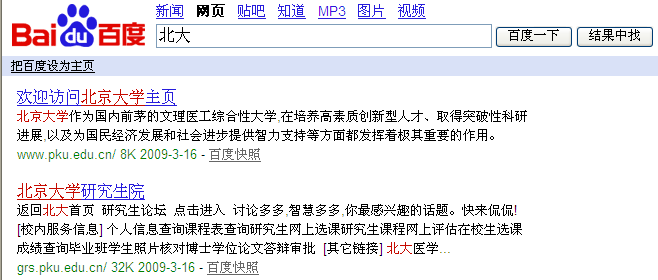 新闻 网页 贴吧 知道 MP3 图片 视频
Bai du 百度 北大 百度一下 结果中找
把百度设为主页
欢迎访问北京大学主页
北京大学作为国内前茅的文理医工综合性大学,在培养高素质创新型人才、取得突破性科研
进展,以及为国民经济发展和社会进步提供智力支持等方面都发挥着极其重要的作用。
www.pku.edu.cn/ 8K 2009-3-16 - 百度快照
北京大学研究生院
返回北大首页 研究生论坛 点击进入 讨论多多,智慧多多,你最感兴趣的话题。快来侃侃!
[校内服务信息] 个人信息查询课程表查询研究生网上选课研究生课程网上评估在校生选课
成绩查询毕业班学生照片核对博士学位论文答辩审批 [其它链接] 北大医学...
grs.pku.edu.cn/ 32K 2009-3-16 - 百度快照